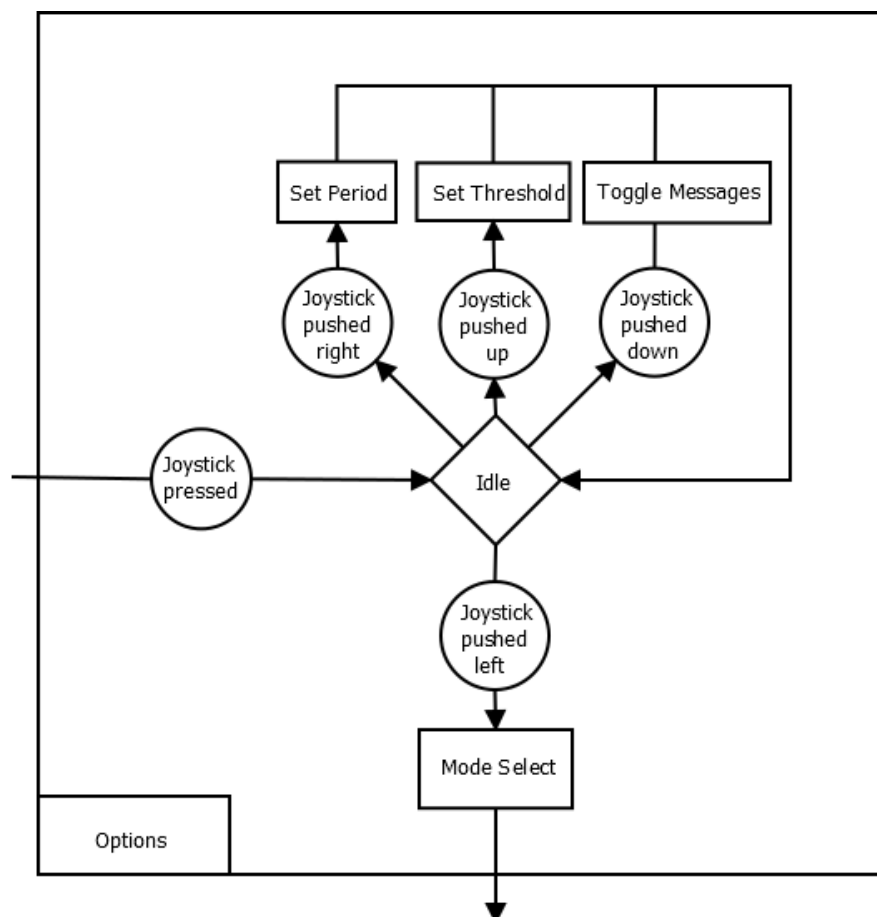 Set Period
Set Threshold
Toggle Messages
Joystick
pushed
right
Joystick
pushed
up
Joystick
pushed
down
Joystick
pressed
Idle
Joystick
pushed
left
Mode Select
Options